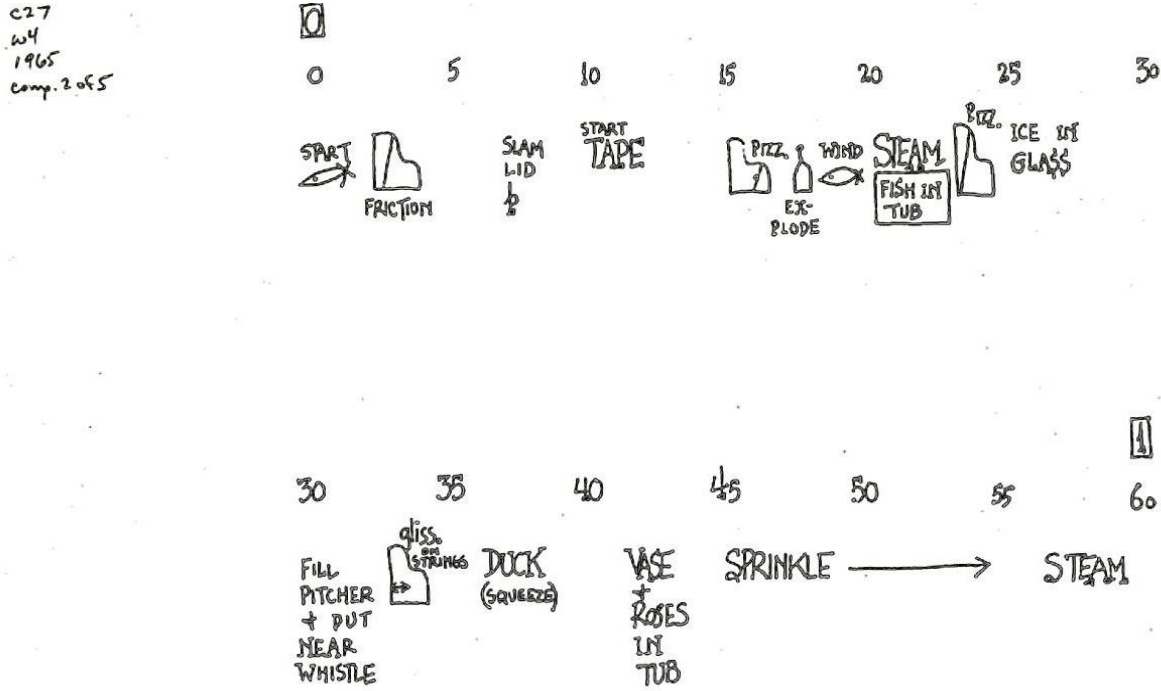 c27
w4
1965
comp. 2 of 5
0
0 5 10 15 20 25 30
START
FRICTION
SLAM
LID
START
TAPE
PIZZ.
EX-
PLODE
WIND
STEAM
FISH IN
TUB
PIZZ.
ICE IN
GLA$$
1
30 35 40 45 50 55 60
FILL
PITCHER
+ PUT
NEAR
WHISTLE
gliss.
ON
STRINGS
DUCK
(SQUEEZE)
VASE
+
ROSES
IN
TUB
SPRINKLE
STEAM